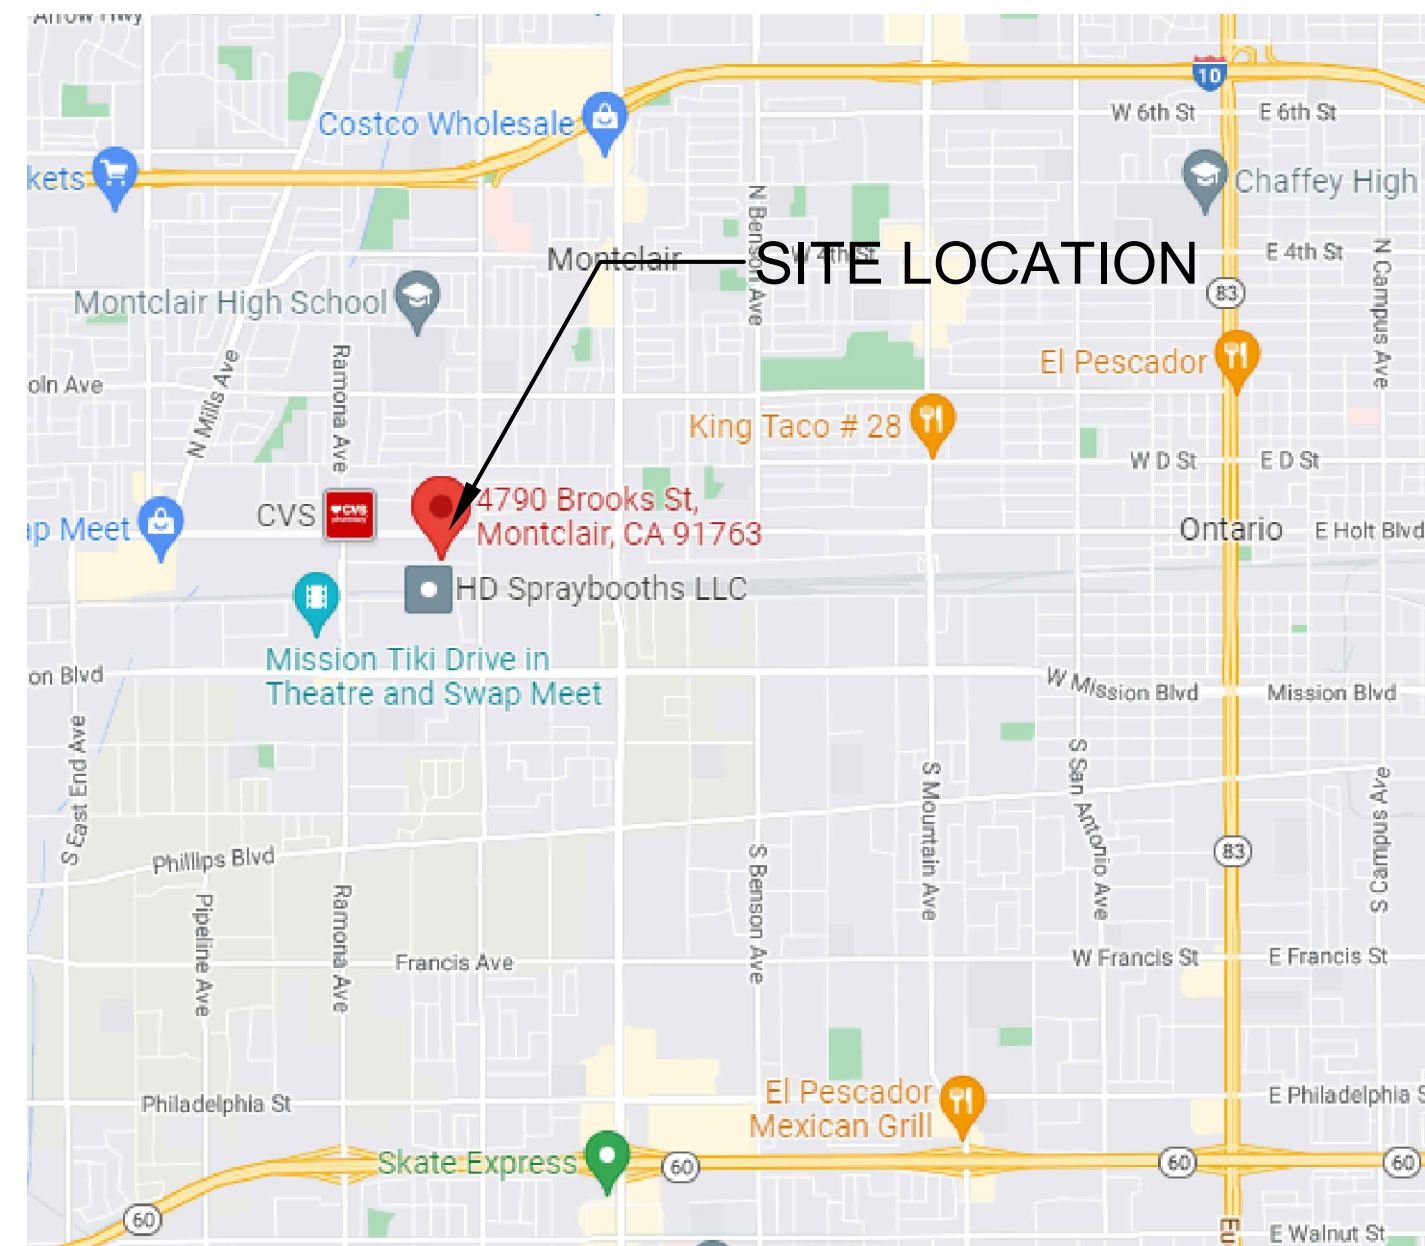 Arrow Hwy
10
W 6th St
E 6th St
Costco Wholesale
kets
Chaffey High
N Benson Ave
Montclair
W 4th St
SITE LOCATION
E 4th St
N Campus Ave
83
Montclair High School
Ramona Ave
N Mills Ave
oln Ave
El Pescador
King Taco # 28
W D St
E D St
CVS
CVS
pharmacy
4790 Brooks St,
Montclair, CA 91763
ap Meet
Ontario
E Holt Blvd
HD Spraybooths LLC
Mission Tiki Drive in
Theatre and Swap Meet
on Blvd
W Mission Blvd
Mission Blvd
S East End Ave
S San Antonio Ave
S Mountain Ave
S Campus Ave
Phillips Blvd
83
S Benson Ave
Pipeline Ave
Ramona Ave
Francis Ave
W Francis St
E Francis St
Philadelphia St
El Pescador
Mexican Grill
E Philadelphia S
Skate Express
60
60
60
60
Eu
E Walnut St